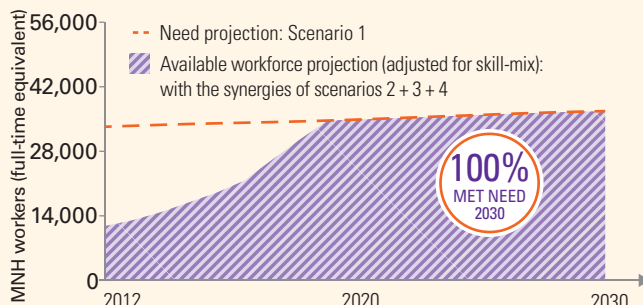 MNH workers (full-time equivalent)
56,000
42,000
28,000
14,000
0
Need projection: Scenario 1
Available workforce projection (adjusted for skill-mix):
with the synergies of scenarios 2 + 3 + 4
100%
MET NEED
2030
2012
2020
2030